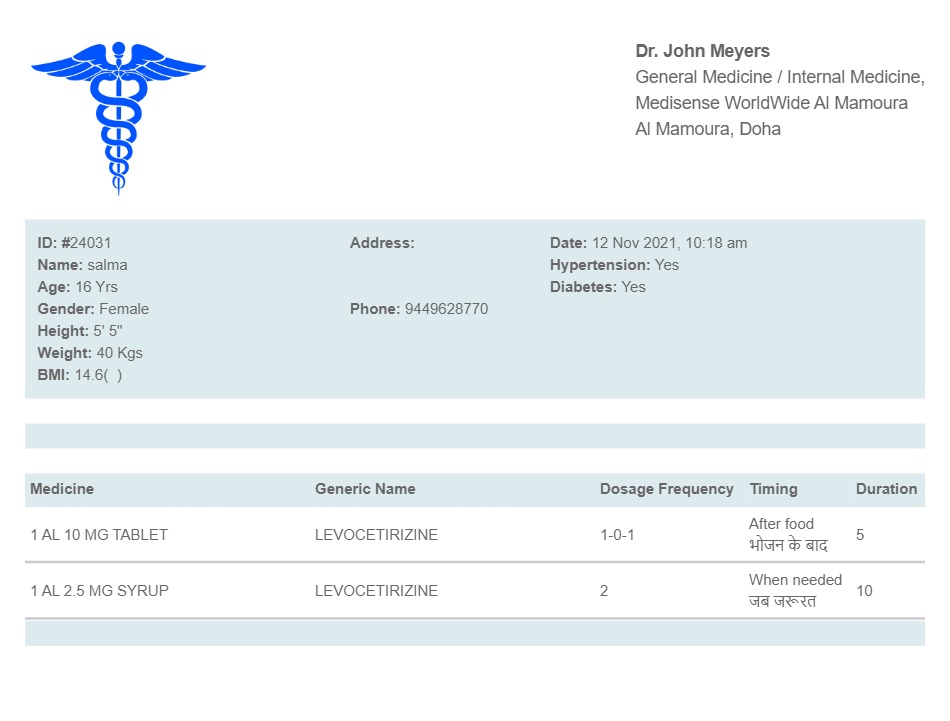 Dr. John Meyers
General Medicine / Internal Medicine,
Medisense WorldWide Al Mamoura
Al Mamoura, Doha
ID: #24031
Name: salma
Age: 16 Yrs
Gender: Female
Height: 5' 5"
Weight: 40 Kgs
BMI: 14.6(  )
Address:
Phone: 9449628770
Date: 12 Nov 2021, 10:18 am
Hypertension: Yes
Diabetes: Yes
Medicine Generic Name Dosage Frequency Timing Duration
1 AL 10 MG TABLET LEVOCETIRIZINE 1-0-1 After food 5
भोजन के बाद
1 AL 2.5 MG SYRUP LEVOCETIRIZINE 2 When needed 10
जब जरूरत